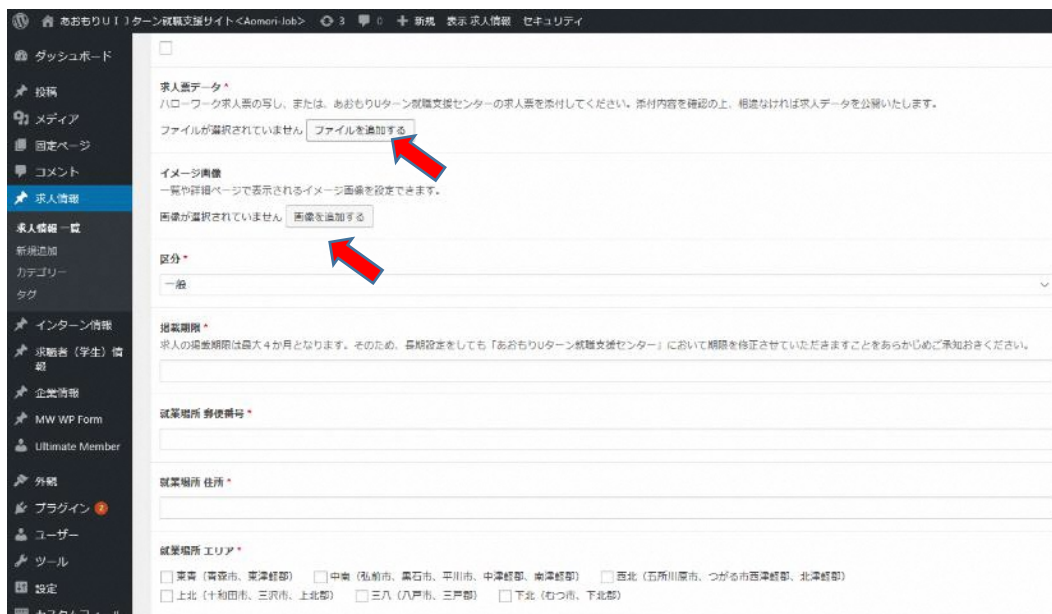 あおもりUIJターン就職支援サイト<Aomori-Job> 3 0 新規 表示 求人情報 セキュリティ
ダッシュボード
投稿
メディア
固定ページ
コメント
求人情報
求人情報 一覧
新規追加
カテゴリー
タグ
インターン情報
求職者（学生）情
報
企業情報
MW WP Form
Ultimate Member
外観
プラグイン 2
ユーザー
ツール
設定
カスタムフィール
求人票データ *
ハローワーク求人票の写し、または、あおもりUターン就職支援センターの求人票を添付してください。添付内容を確認の上、相違なければ求人データを公開いたします。
ファイルが選択されていません ファイルを追加する
イメージ画像
一覧や詳細ページで表示されるイメージ画像を設定できます。
画像が選択されていません 画像を追加する
区分 *
一般
掲載期限 *
求人の掲載期限は最大４か月となります。そのため、長期設定をしても「あおもりUターン就職支援センター」において期限を修正させていただきますことをあらかじめご承知おきください。
就業場所 郵便番号 *
就業場所 住所 *
就業場所 エリア *
東青（青森市、東津軽郡） 中南（弘前市、黒石市、平川市、中津軽郡、南津軽郡） 西北（五所川原市、つがる市西津軽郡、北津軽郡）
上北（十和田市、三沢市、上北郡） 三八（八戸市、三戸郡） 下北（むつ市、下北郡）